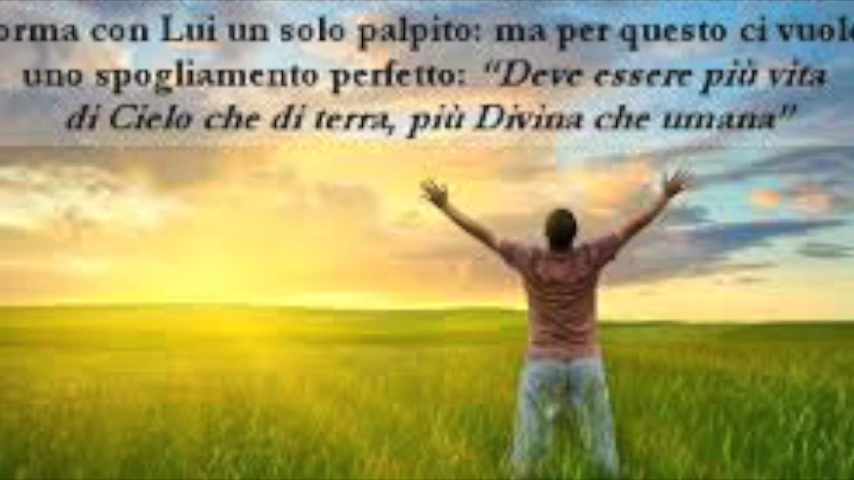 orma con Lui un solo palpito: ma per questo ci vuole
uno spogliamento perfetto: “Deve essere più vita
di Cielo che di terra, più Divina che umana”